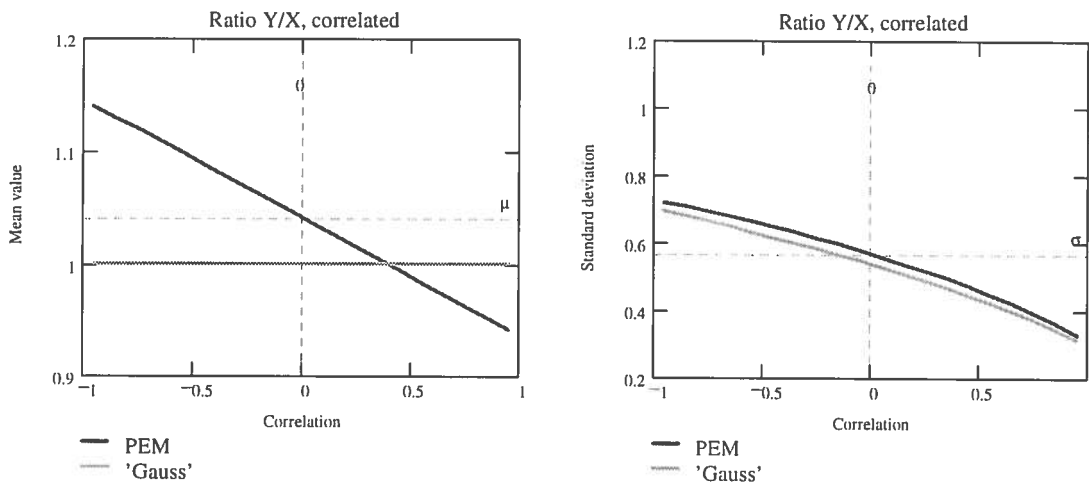 Ratio Y/X, correlated
1.2
1.1
1
0.9
Mean value
0
μ
−1
−0.5
0
0.5
1
Correlation
PEM
'Gauss'
Ratio Y/X, correlated
1.2
1
0.8
0.6
0.4
0.2
Standard deviation
0
σ
−1
−0.5
0
0.5
Correlation
PEM
'Gauss'